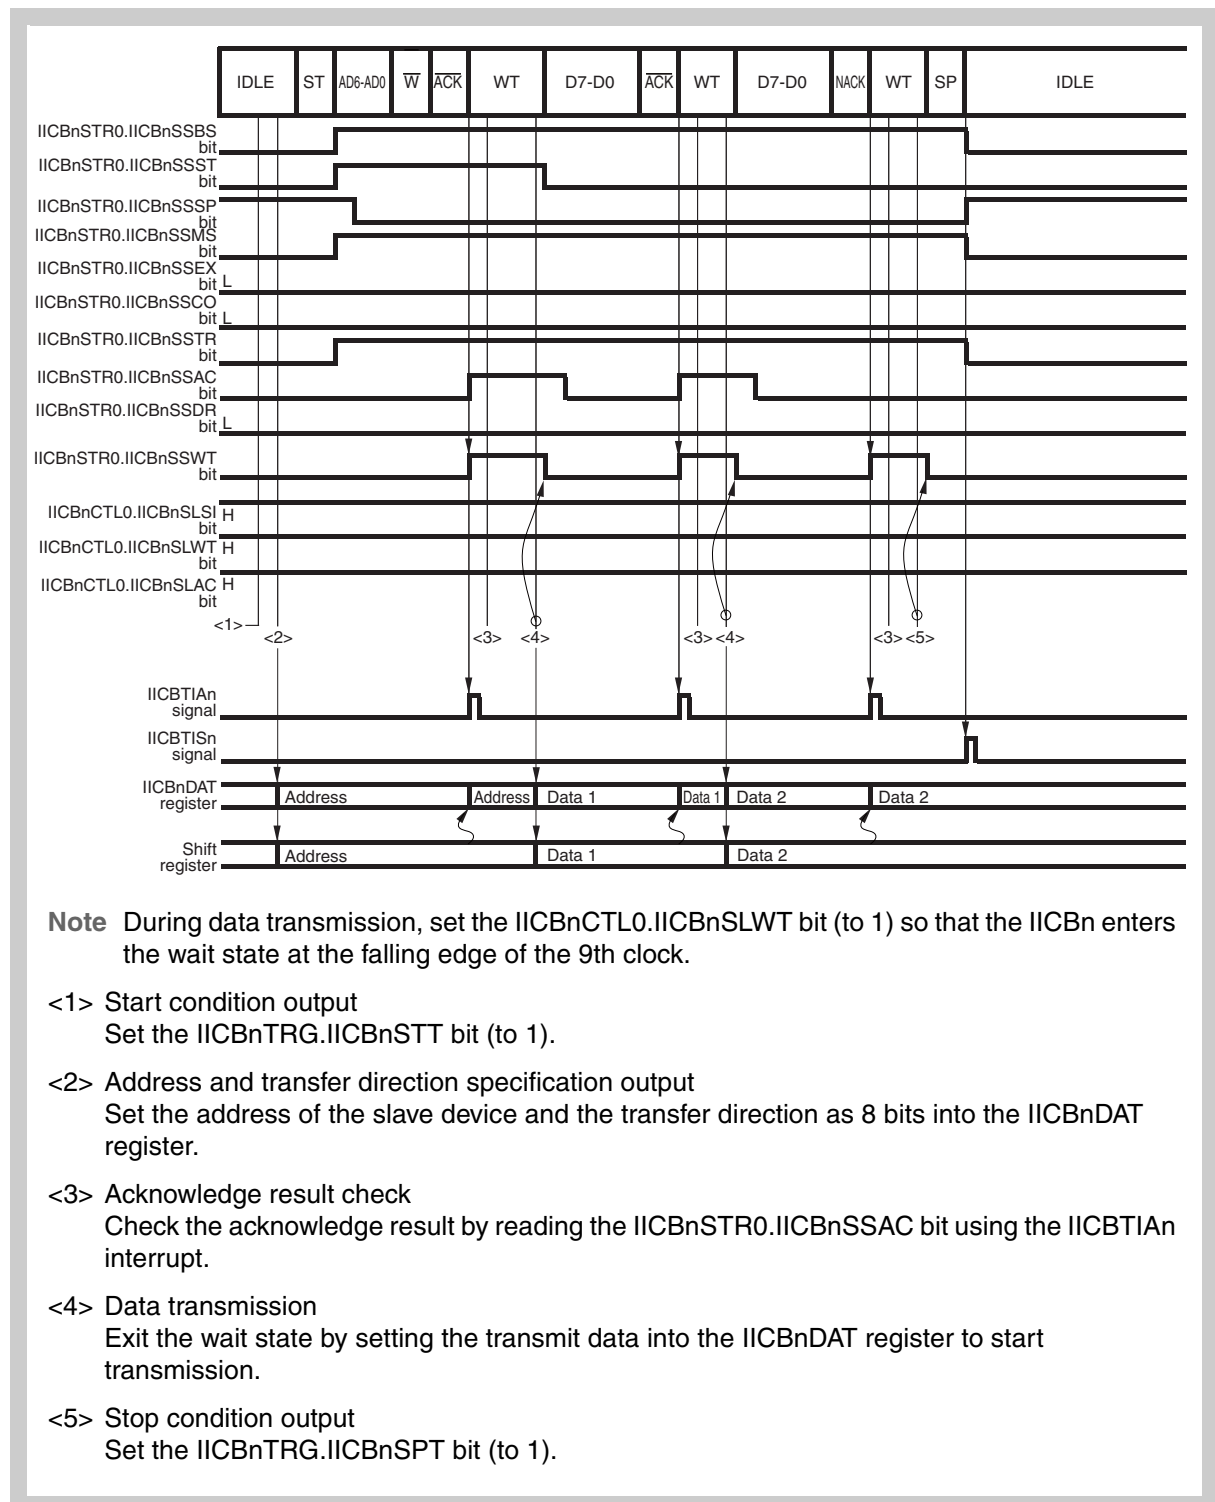 IDLE ST AD6-AD0 W ACK WT D7-D0 ACK WT D7-D0 NACK WT SP IDLE
IICBnSTR0.IICBnSSBS
bit
IICBnSTR0.IICBnSSST
bit
IICBnSTR0.IICBnSSSP
bit
IICBnSTR0.IICBnSSMS
bit
IICBnSTR0.IICBnSSEX
bit L
IICBnSTR0.IICBnSSCO
bit L
IICBnSTR0.IICBnSSTR
bit
IICBnSTR0.IICBnSSAC
bit
IICBnSTR0.IICBnSSDR
bit L
IICBnSTR0.IICBnSSWT
bit
IICBnCTL0.IICBnSLSI H
bit
IICBnCTL0.IICBnSLWT H
bit
IICBnCTL0.IICBnSLAC H
bit
<1>
<2> <3> <4> <3> <4> <3> <5>
IICBTIAn
signal
IICBTISn
signal
IICBnDAT
register Address Address Data 1 Data 1 Data 2 Data 2
Shift
register Address Data 1 Data 2
Note During data transmission, set the IICBnCTL0.IICBnSLWT bit (to 1) so that the IICBn enters
the wait state at the falling edge of the 9th clock.
<1> Start condition output
Set the IICBnTRG.IICBnSTT bit (to 1).
<2> Address and transfer direction specification output
Set the address of the slave device and the transfer direction as 8 bits into the IICBnDAT
register.
<3> Acknowledge result check
Check the acknowledge result by reading the IICBnSTR0.IICBnSSAC bit using the IICBTIAn
interrupt.
<4> Data transmission
Exit the wait state by setting the transmit data into the IICBnDAT register to start
transmission.
<5> Stop condition output
Set the IICBnTRG.IICBnSPT bit (to 1).